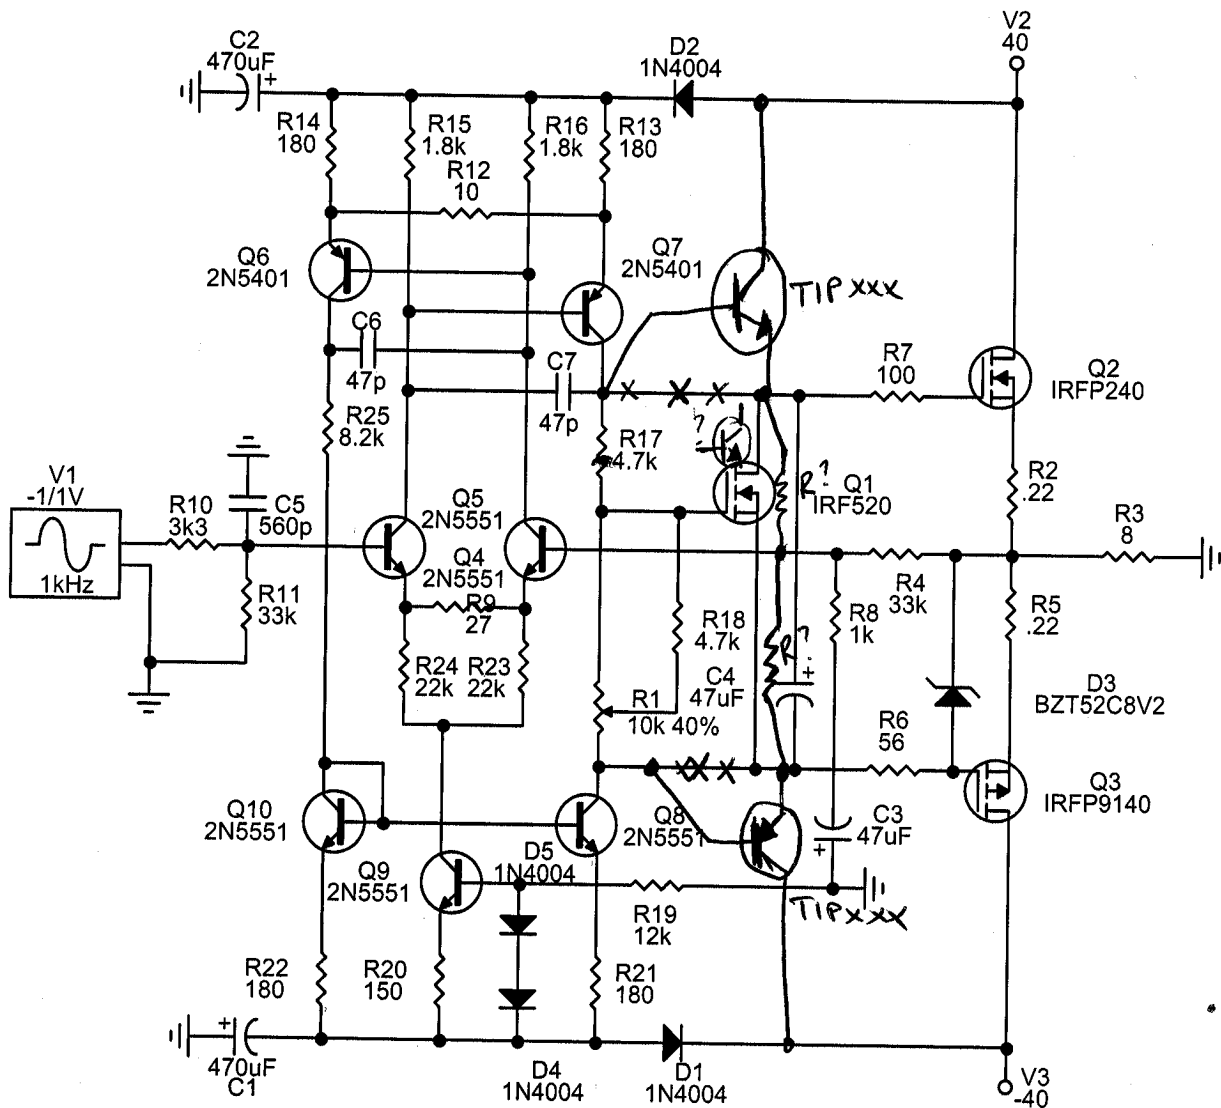 V2
40
C2
470uF
+
D2
1N4004
R14
180
R15
1.8k
R16
1.8k
R13
180
R12
10
Q6
2N5401
Q7
2N5401
TIP xxx
C6
47p
C7
47p
R7
100
Q2
IRFP240
R25
8.2k
R17
4.7k
?
R?
Q1
IRF520
R2
.22
V1
-1/1V
1kHz
R10
3k3
C5
560p
Q5
2N5551
Q4
2N5551
R3
8
R11
33k
R9
27
R4
33k
R8
1k
R5
.22
R18
4.7k
R?
R24
22k
R23
22k
C4
47uF
+
R1
10k 40%
D3
BZT52C8V2
R6
56
Q3
IRFP9140
Q10
2N5551
Q8
2N5551
C3
47uF
+
D5
1N4004
Q9
2N5551
R19
12k
TIP xxx
R22
180
R20
150
R21
180
+
470uF
C1
D4
1N4004
D1
1N4004
V3
-40